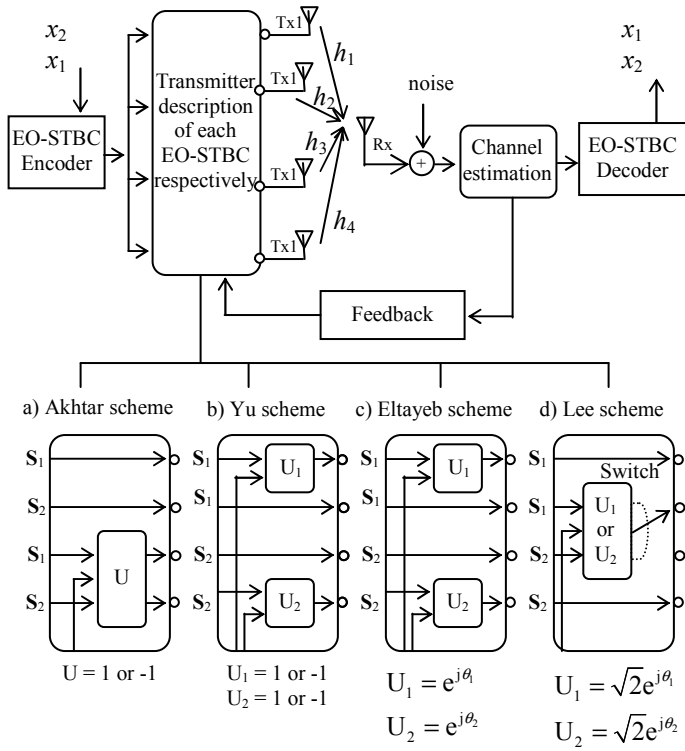 x₂
x₁
EO-STBC
Encoder
Transmitter
description
of each
EO-STBC
respectively
Tx1
Tx1
Tx1
Tx1
h₁
h₂
h₃
h₄
Rx
noise
+
Channel
estimation
x₁
x₂
EO-STBC
Decoder
Feedback
a) Akhtar scheme
S₁
S₂
S₁
S₂
U
U = 1 or -1
b) Yu scheme
S₁
S₁
S₂
S₂
U₁
U₂
U₁ = 1 or -1
U₂ = 1 or -1
c) Eltayeb scheme
S₁
S₁
S₂
S₂
U₁
U₂
U₁ = e^{jθ₁}
U₂ = e^{jθ₂}
d) Lee scheme
S₁
S₁
S₂
S₂
U₁
or
U₂
Switch
U₁ = √2e^{jθ₁}
U₂ = √2e^{jθ₂}